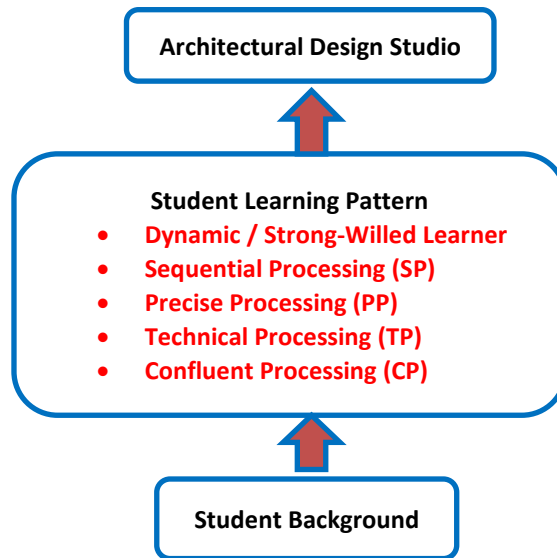 Architectural Design Studio
Student Learning Pattern
• Dynamic / Strong-Willed Learner
• Sequential Processing (SP)
• Precise Processing (PP)
• Technical Processing (TP)
• Confluent Processing (CP)
Student Background